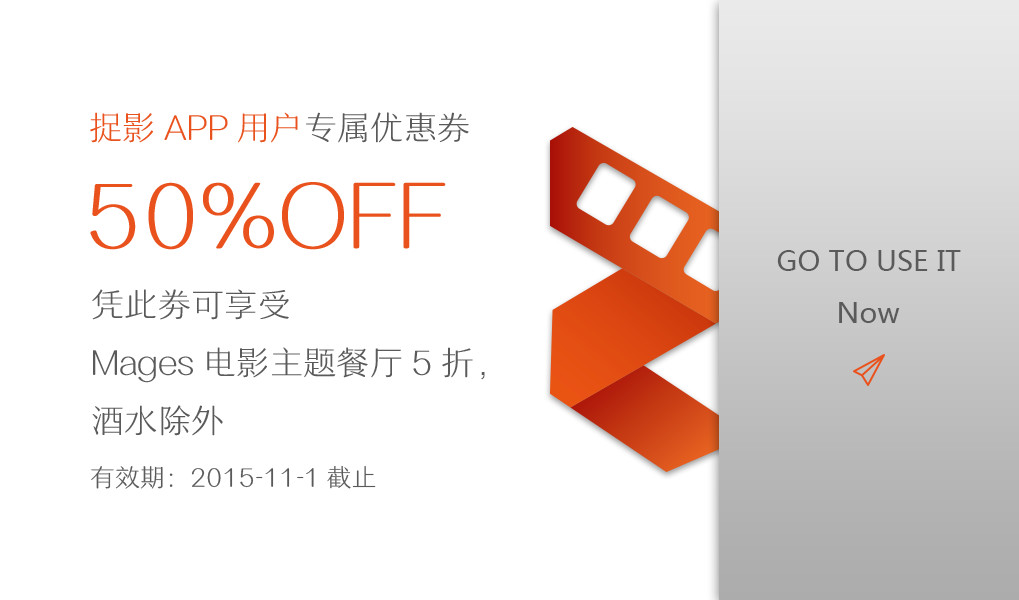 捉影 APP 用户专属优惠券
50%OFF
凭此券可享受
Mages 电影主题餐厅 5 折，
酒水除外
有效期：2015-11-1 截止
GO TO USE IT
Now